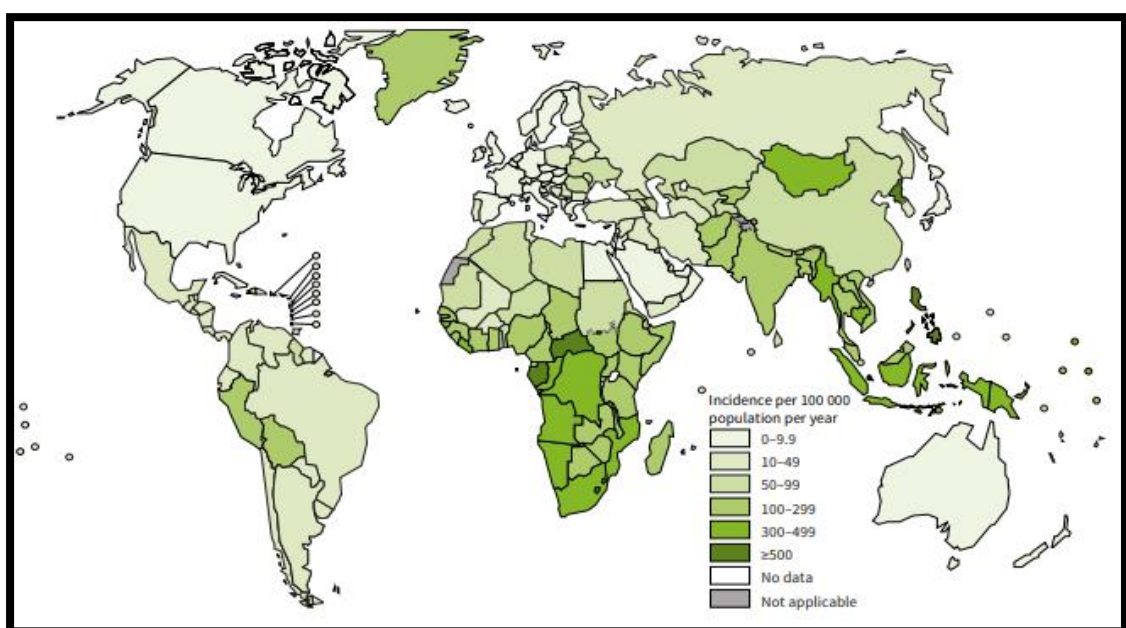 Incidence per 100 000
population per year
0–9.9
10–49
50–99
100–299
300–499
≥500
No data
Not applicable